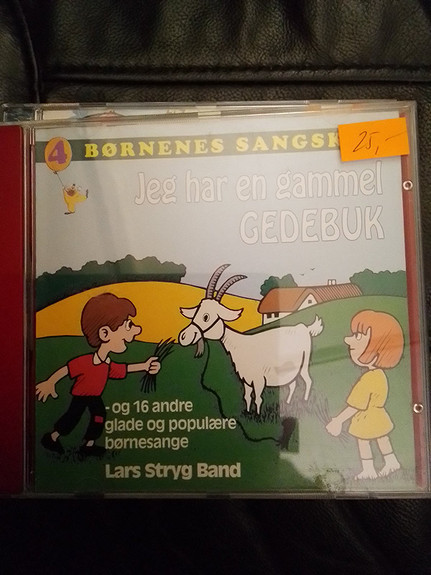 4
BØRNENES SANGSK
25,-
Jeg har en gammel
GEDEBUK
- og 16 andre
glade og populære
børnesange
Lars Stryg Band